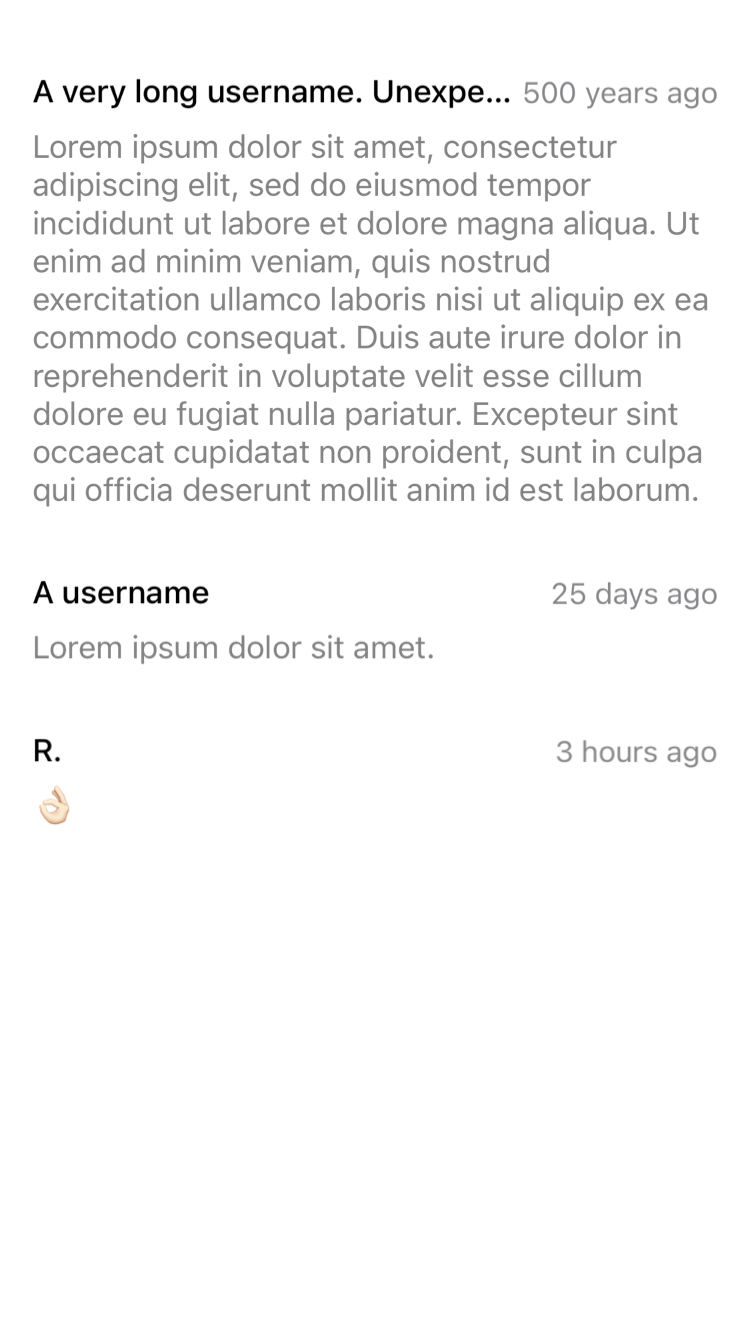 A very long username. Unexpe... 500 years ago
Lorem ipsum dolor sit amet, consectetur
adipiscing elit, sed do eiusmod tempor
incididunt ut labore et dolore magna aliqua. Ut
enim ad minim veniam, quis nostrud
exercitation ullamco laboris nisi ut aliquip ex ea
commodo consequat. Duis aute irure dolor in
reprehenderit in voluptate velit esse cillum
dolore eu fugiat nulla pariatur. Excepteur sint
occaecat cupidatat non proident, sunt in culpa
qui officia deserunt mollit anim id est laborum.
A username 25 days ago
Lorem ipsum dolor sit amet.
R. 3 hours ago
👌🏻